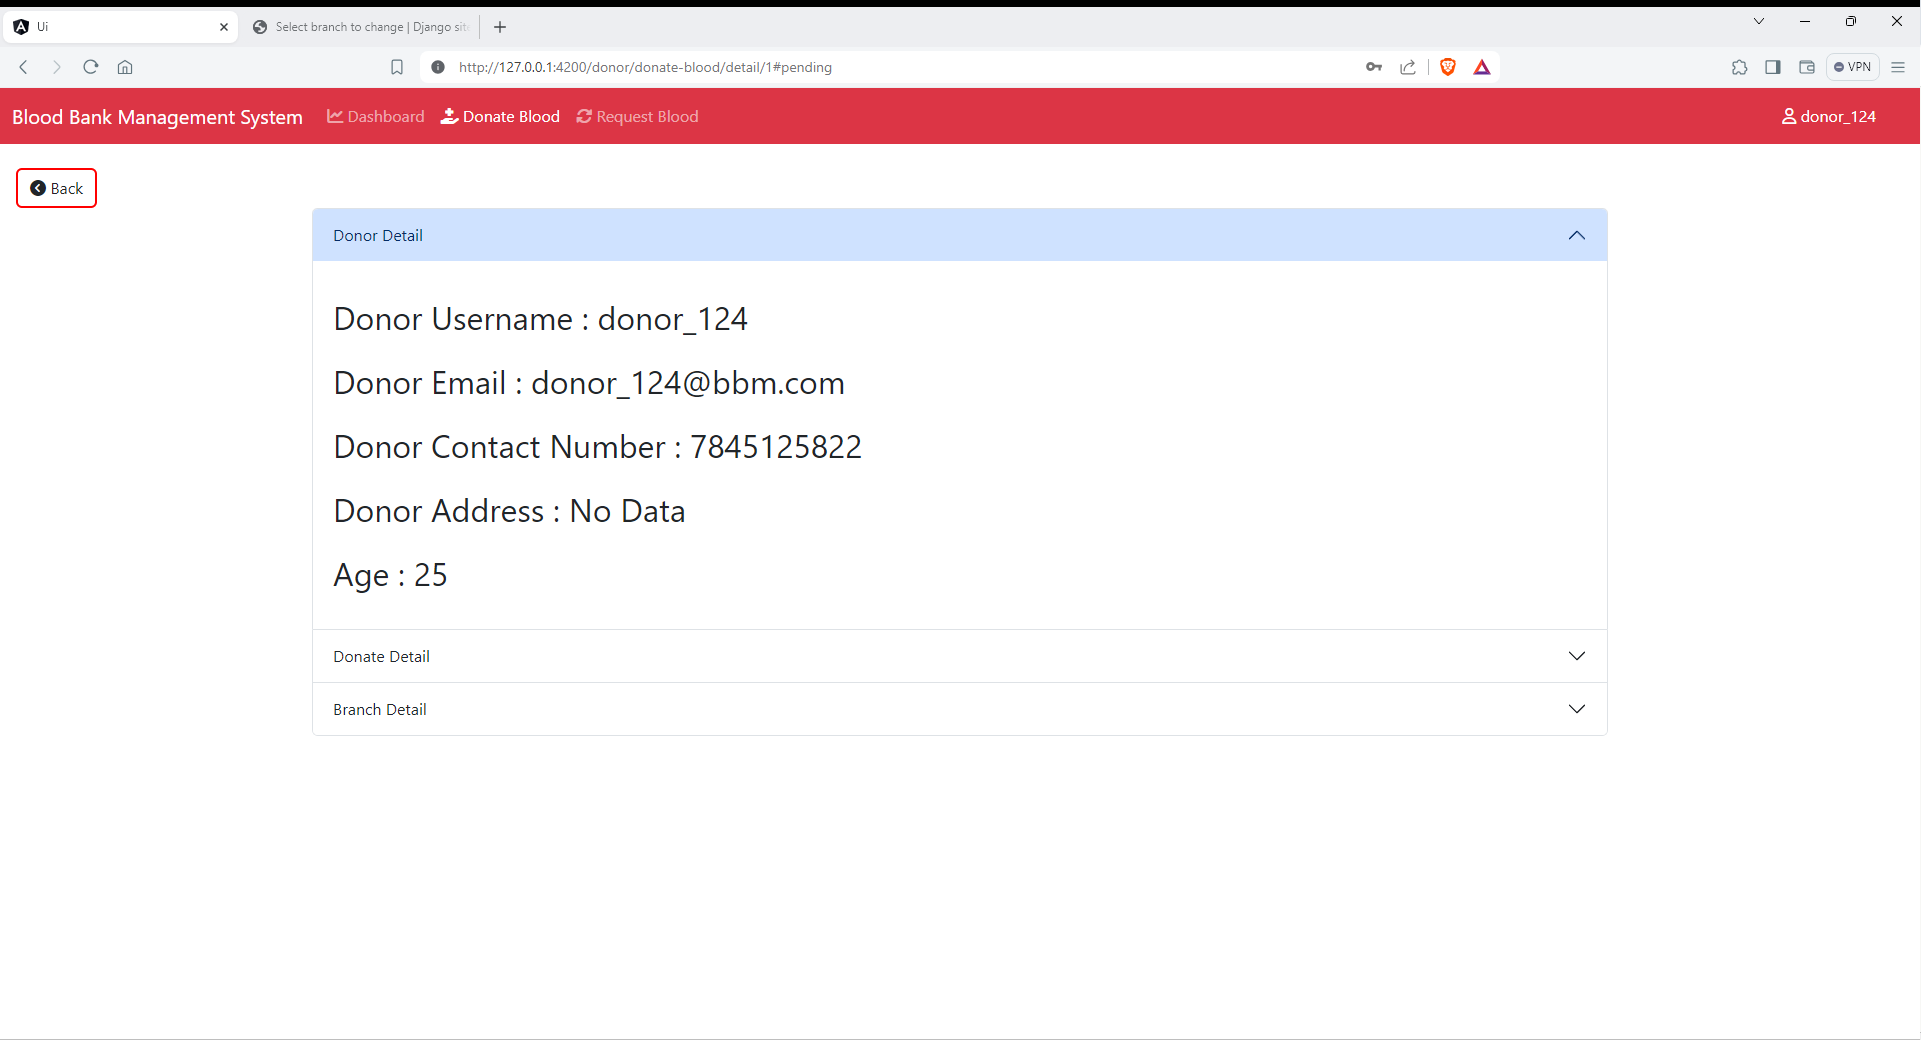 Ui
Select branch to change | Django sit
http://127.0.0.1:4200/donor/donate-blood/detail/1#pending
VPN
Blood Bank Management System Dashboard Donate Blood Request Blood donor_124
Back
Donor Detail
Donor Username : donor_124
Donor Email : donor_124@bbm.com
Donor Contact Number : 7845125822
Donor Address : No Data
Age : 25
Donate Detail
Branch Detail